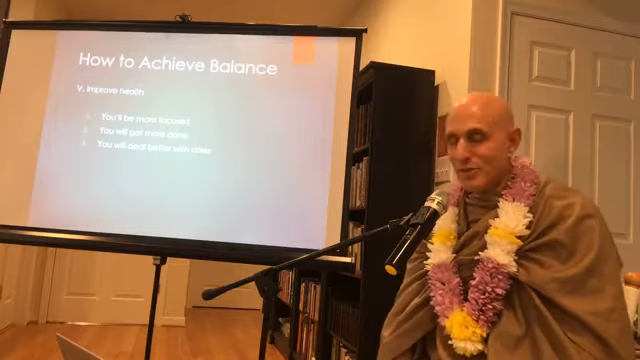 How to Achieve Balance
V. Improve health
You'll be more focused
You will get more done
You will deal better with stress